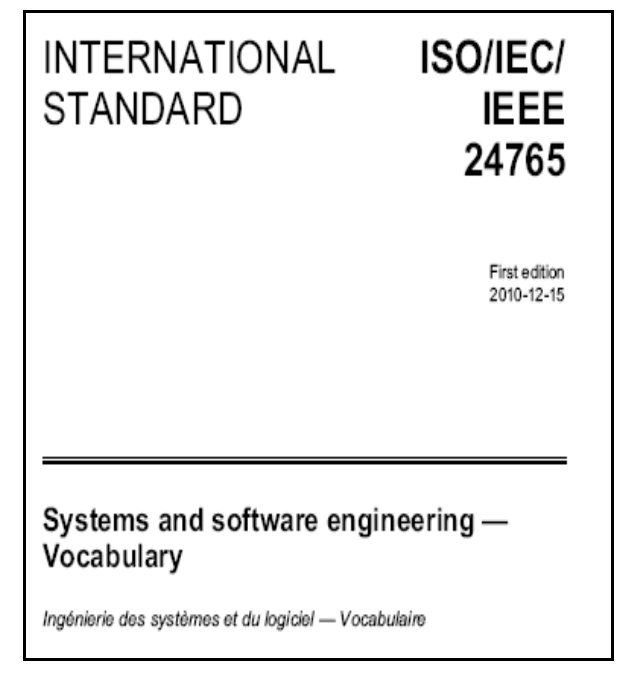 INTERNATIONAL
STANDARD
ISO/IEC/
IEEE
24765
First edition
2010-12-15
Systems and software engineering —
Vocabulary
Ingénierie des systèmes et du logiciel — Vocabulaire